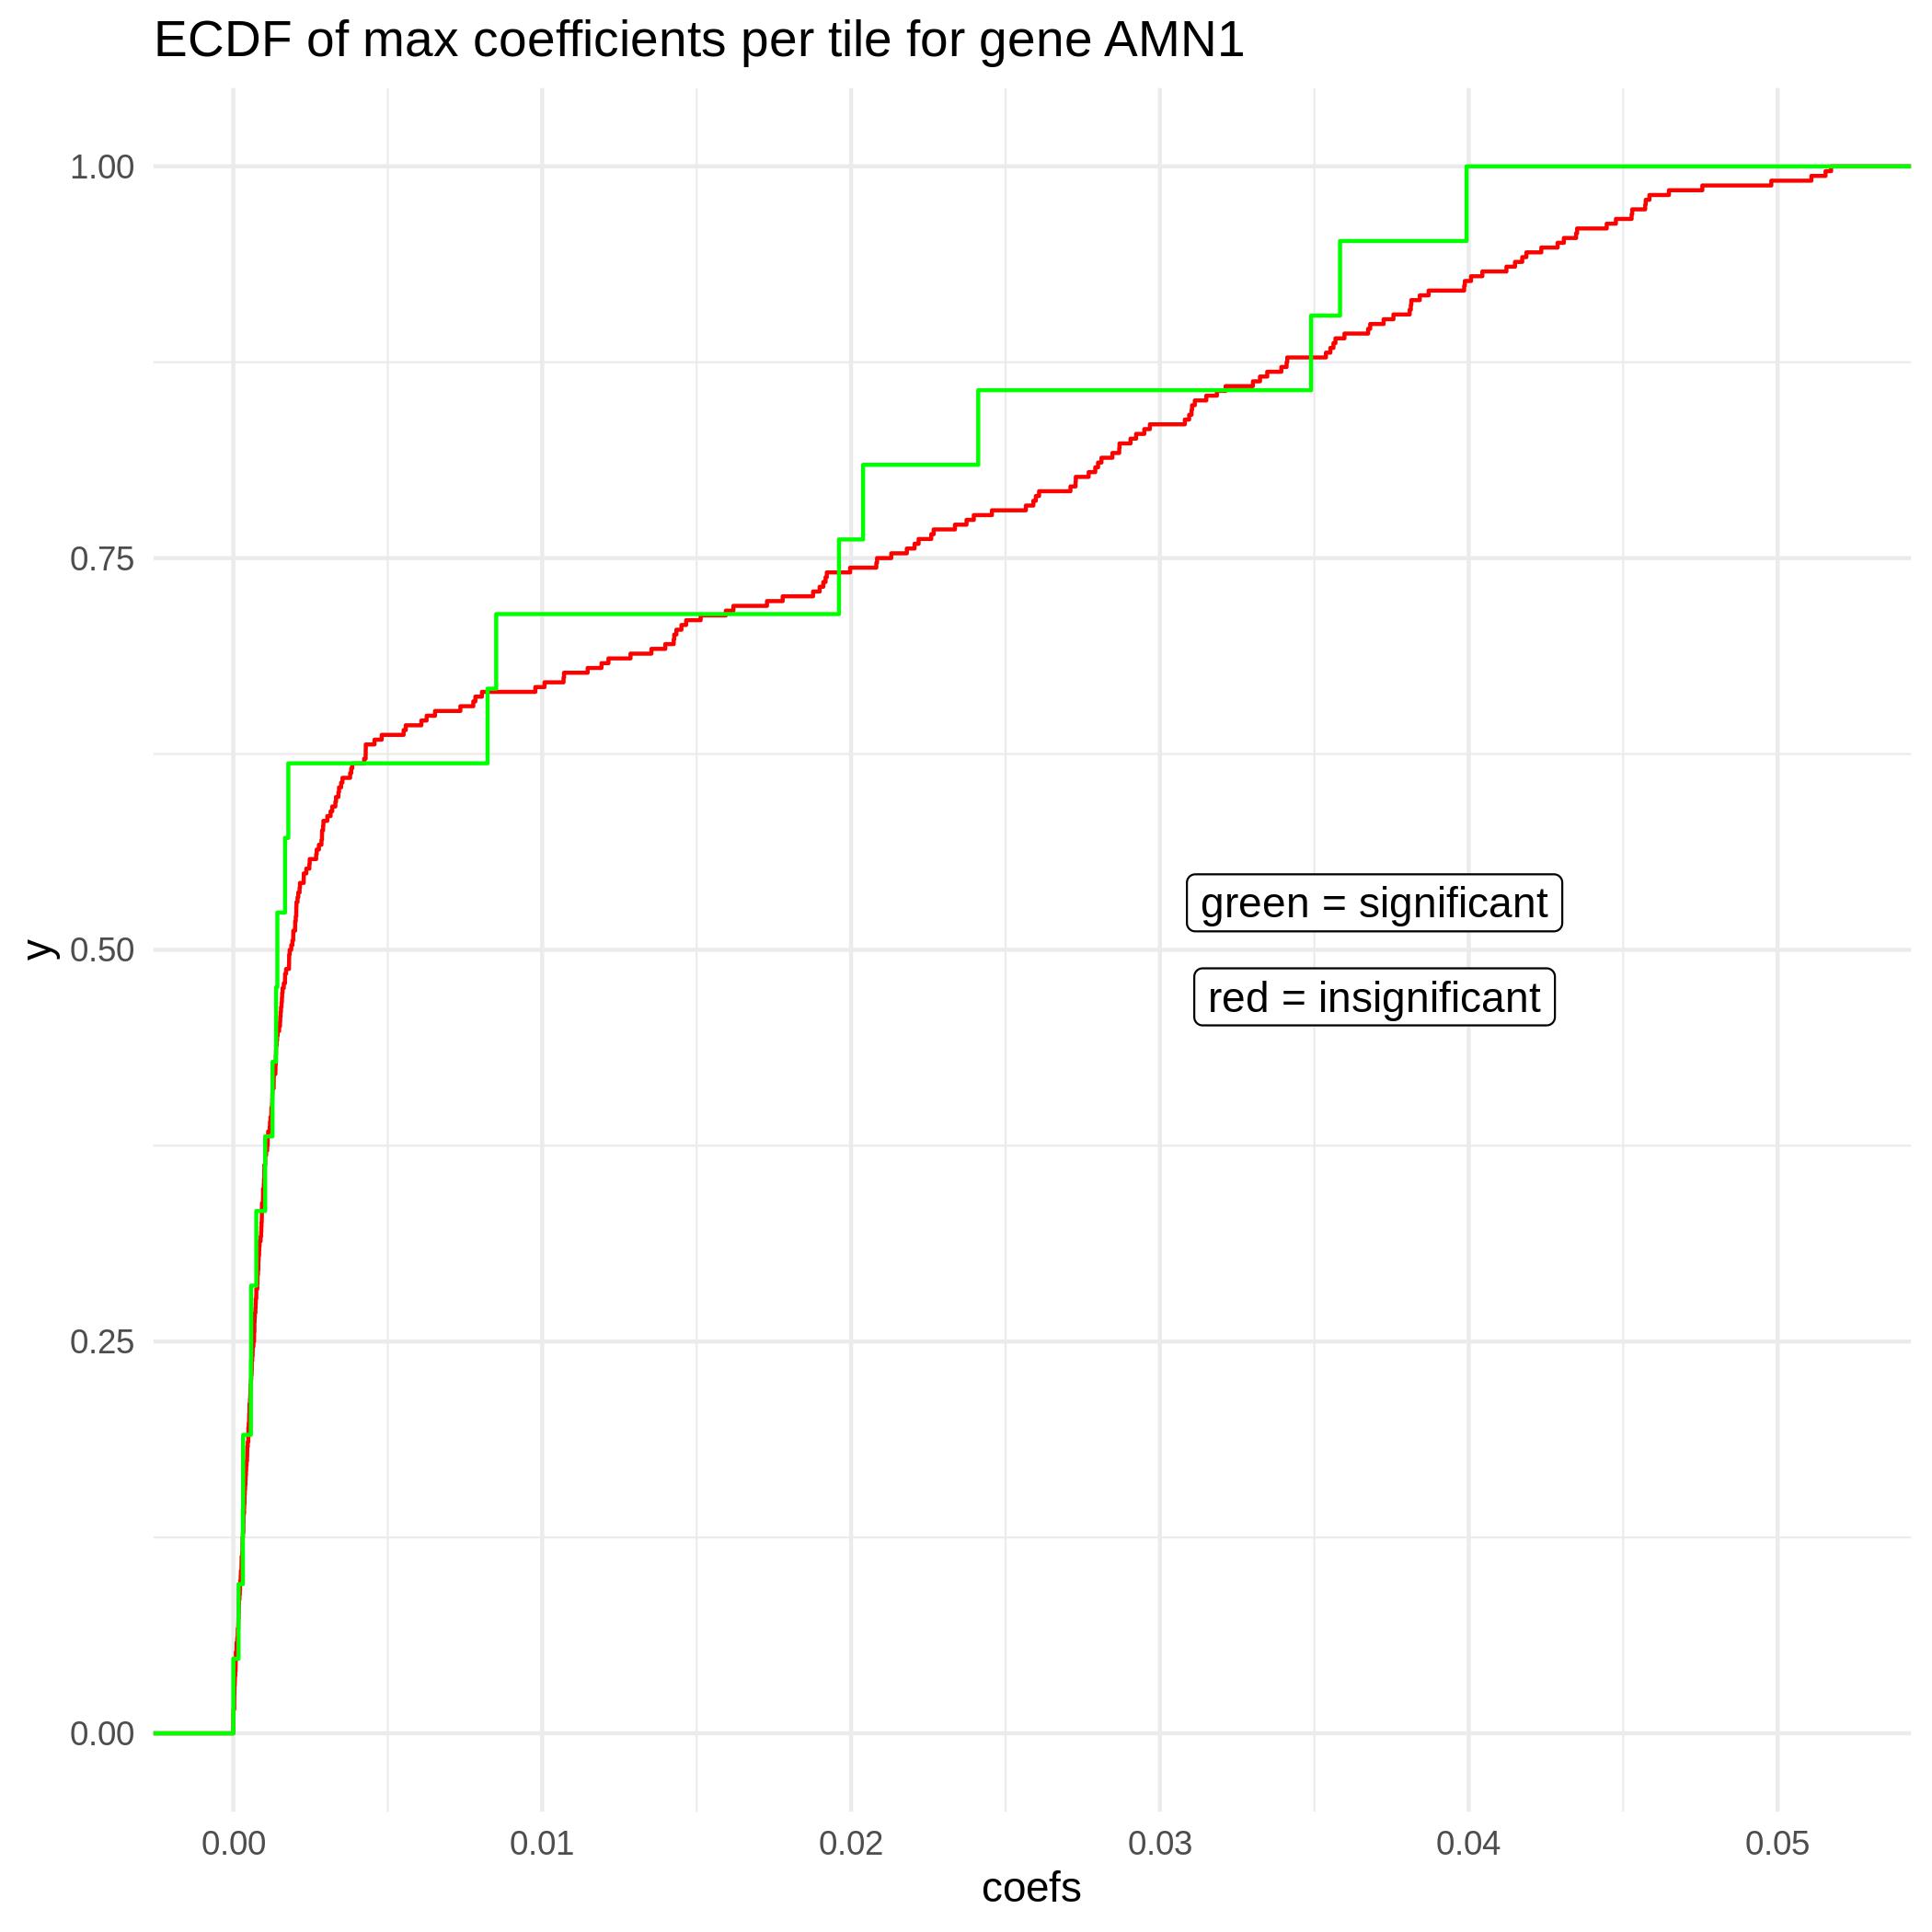 ECDF of max coefficients per tile for gene AMN1
1.00
0.75
0.50
0.25
0.00
y
green = significant
red = insignificant
0.00 0.01 0.02 0.03 0.04 0.05
coefs